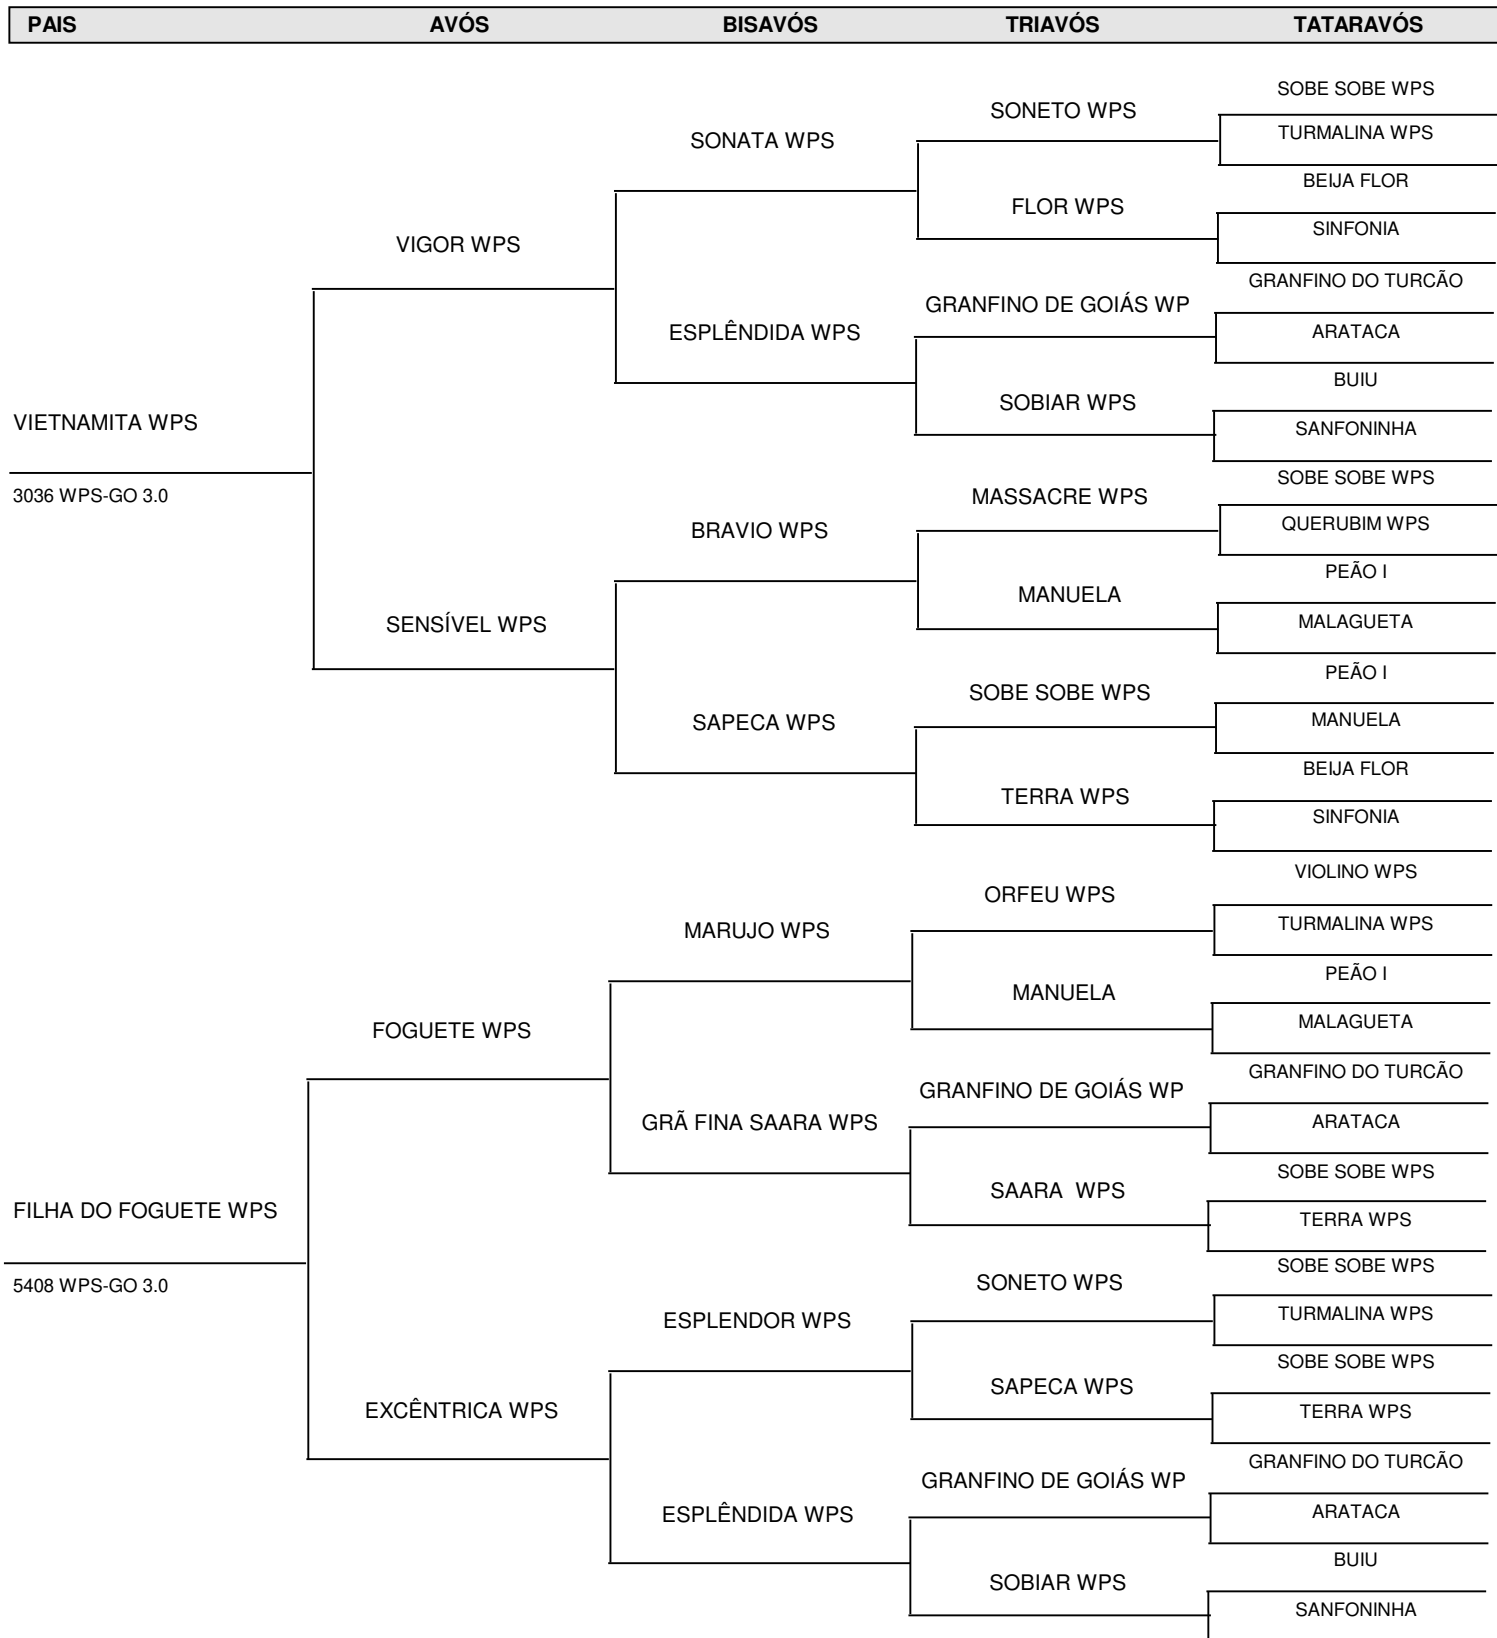 PAIS AVÓS BISAVÓS TRIAVÓS TATARAVÓS
SOBE SOBE WPS
SONETO WPS
TURMALINA WPS
SONATA WPS
BEIJA FLOR
FLOR WPS
SINFONIA
VIGOR WPS
GRANFINO DO TURCÃO
GRANFINO DE GOIÁS WP
ARATACA
ESPLÊNDIDA WPS
BUIU
SOBIAR WPS
SANFONINHA
VIETNAMITA WPS
3036 WPS-GO 3.0
SOBE SOBE WPS
MASSACRE WPS
QUERUBIM WPS
BRAVIO WPS
PEÃO I
MANUELA
MALAGUETA
SENSÍVEL WPS
PEÃO I
SOBE SOBE WPS
MANUELA
SAPECA WPS
BEIJA FLOR
TERRA WPS
SINFONIA
VIOLINO WPS
ORFEU WPS
TURMALINA WPS
MARUJO WPS
PEÃO I
MANUELA
MALAGUETA
FOGUETE WPS
GRANFINO DO TURCÃO
GRANFINO DE GOIÁS WP
ARATACA
GRÃ FINA SAARA WPS
SOBE SOBE WPS
SAARA WPS
TERRA WPS
FILHA DO FOGUETE WPS
5408 WPS-GO 3.0
SOBE SOBE WPS
SONETO WPS
TURMALINA WPS
ESPLENDOR WPS
SOBE SOBE WPS
SAPECA WPS
TERRA WPS
EXCÊNTRICA WPS
GRANFINO DO TURCÃO
GRANFINO DE GOIÁS WP
ARATACA
ESPLÊNDIDA WPS
BUIU
SOBIAR WPS
SANFONINHA